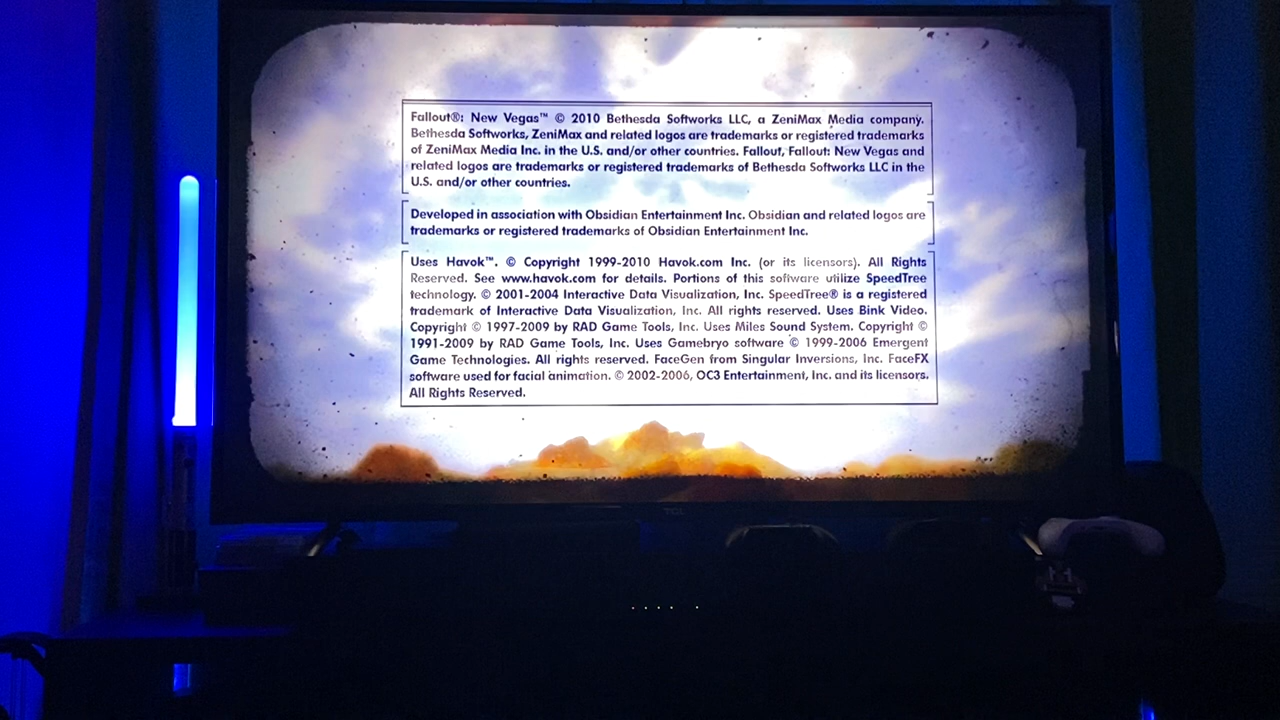 Fallout®: New Vegas™ © 2010 Bethesda Softworks LLC, a ZeniMax Media company.
Bethesda Softworks, ZeniMax and related logos are trademarks or registered trademarks
of ZeniMax Media Inc. in the U.S. and/or other countries. Fallout, Fallout: New Vegas and
related logos are trademarks or registered trademarks of Bethesda Softworks LLC in the
U.S. and/or other countries.
Developed in association with Obsidian Entertainment Inc. Obsidian and related logos are
trademarks or registered trademarks of Obsidian Entertainment Inc.
Uses Havok™. © Copyright 1999-2010 Havok.com Inc. (or its licensors). All Rights
Reserved. See www.havok.com for details. Portions of this software utilize SpeedTree
technology. © 2001-2004 Interactive Data Visualization, Inc. SpeedTree® is a registered
trademark of Interactive Data Visualization, Inc. All rights reserved. Uses Bink Video.
Copyright © 1997-2009 by RAD Game Tools, Inc. Uses Miles Sound System. Copyright ©
1991-2009 by RAD Game Tools, Inc. Uses Gamebryo software © 1999-2006 Emergent
Game Technologies. All rights reserved. FaceGen from Singular Inversions, Inc. FaceFX
software used for facial animation. © 2002-2006, OC3 Entertainment, Inc. and its licensors.
All Rights Reserved.
TCL